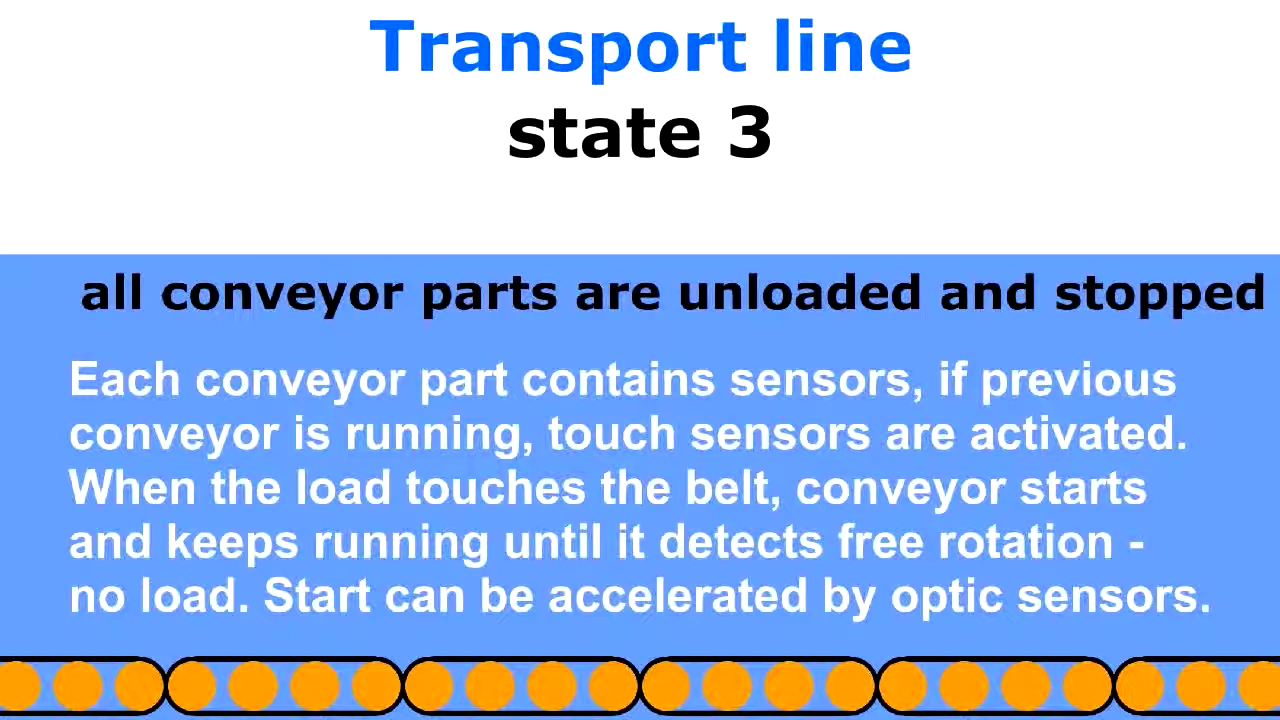 Transport line
state 3
all conveyor parts are unloaded and stopped
Each conveyor part contains sensors, if previous
conveyor is running, touch sensors are activated.
When the load touches the belt, conveyor starts
and keeps running until it detects free rotation -
no load. Start can be accelerated by optic sensors.